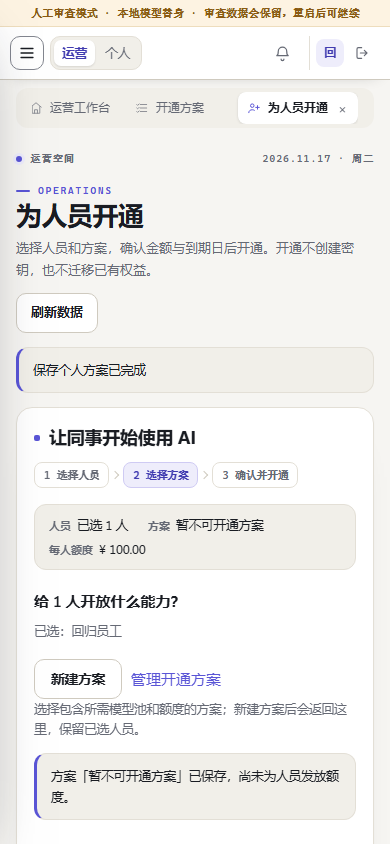 人工审查模式 · 本地模型替身 · 审查数据会保留，重启后可继续
运营 个人 回
运营工作台 开通方案 为人员开通 ×
运营空间 2026.11.17 · 周二
OPERATIONS
为人员开通
选择人员和方案，确认金额与到期日后开通。开通不创建密
钥，也不迁移已有权益。
刷新数据
保存个人方案已完成
让同事开始使用 AI
1 选择人员 2 选择方案 3 确认并开通
人员 已选 1 人 方案 暂不可开通方案
每人额度 ¥ 100.00
给 1 人开放什么能力？
已选：回归员工
新建方案 管理开通方案
选择包含所需模型池和额度的方案；新建方案后会返回这
里，保留已选人员。
方案「暂不可开通方案」已保存，尚未为人员发放额
度。